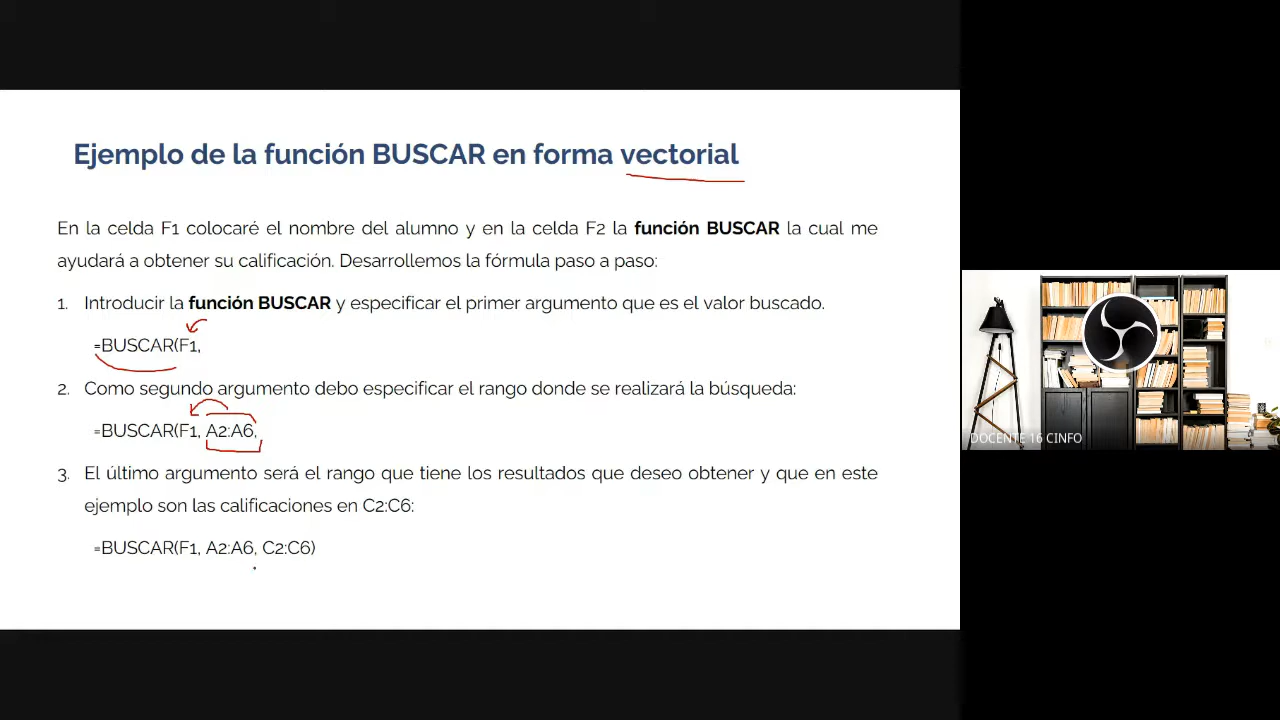 Ejemplo de la función BUSCAR en forma vectorial
En la celda F1 colocaré el nombre del alumno y en la celda F2 la función BUSCAR la cual me
ayudará a obtener su calificación. Desarrollemos la fórmula paso a paso:
1. Introducir la función BUSCAR y especificar el primer argumento que es el valor buscado.
=BUSCAR(F1,
2. Como segundo argumento debo especificar el rango donde se realizará la búsqueda:
=BUSCAR(F1, A2:A6,
3. El último argumento será el rango que tiene los resultados que deseo obtener y que en este
ejemplo son las calificaciones en C2:C6:
=BUSCAR(F1, A2:A6, C2:C6)
DOCENTE 16 CINFO